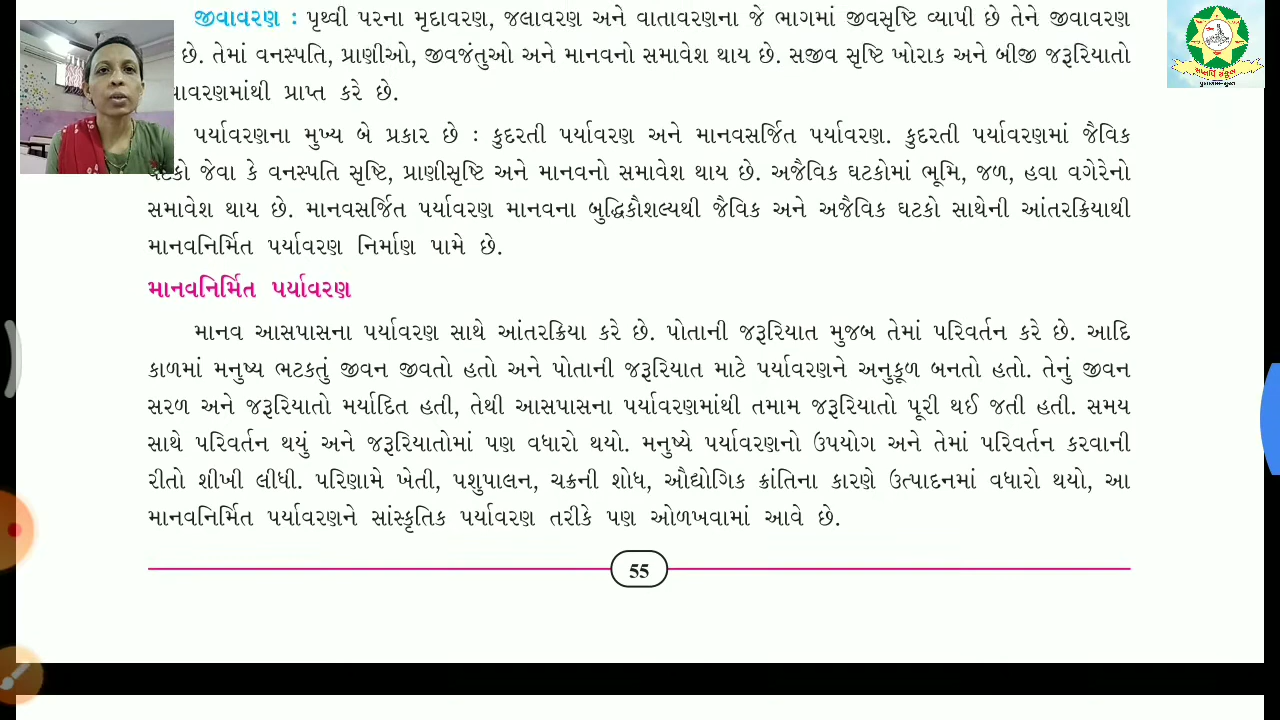 જીવાવરણ : પૃથ્વી પરના મૃદાવરણ, જલાવરણ અને વાતાવરણના જે ભાગમાં જીવસૃષ્ટિ વ્યાપી છે તેને જીવાવરણ
છે. તેમાં વનસ્પતિ, પ્રાણીઓ, જીવજંતુઓ અને માનવનો સમાવેશ થાય છે. સજીવ સૃષ્ટિ ખોરાક અને બીજી જરૂરિયાતો
પ્રાપ્ત કરે છે.
પર્યાવરણના મુખ્ય બે પ્રકાર છે : કુદરતી પર્યાવરણ અને માનવસર્જિત પર્યાવરણ. કુદરતી પર્યાવરણમાં જૈવિક
ઘટકો જેવા કે વનસ્પતિ સૃષ્ટિ, પ્રાણીસૃષ્ટિ અને માનવનો સમાવેશ થાય છે. અજૈવિક ઘટકોમાં ભૂમિ, જળ, હવા વગેરેનો
સમાવેશ થાય છે. માનવસર્જિત પર્યાવરણ માનવના બુદ્ધિકૌશલ્યથી જૈવિક અને અજૈવિક ઘટકો સાથેની આંતરક્રિયાથી
માનવનિર્મિત પર્યાવરણ નિર્માણ પામે છે.
માનવનિર્મિત પર્યાવરણ
માનવ આસપાસના પર્યાવરણ સાથે આંતરક્રિયા કરે છે. પોતાની જરૂરિયાત મુજબ તેમાં પરિવર્તન કરે છે. આદિ
કાળમાં મનુષ્ય ભટકતું જીવન જીવતો હતો અને પોતાની જરૂરિયાત માટે પર્યાવરણને અનુકૂળ બનતો હતો. તેનું જીવન
સરળ અને જરૂરિયાતો મર્યાદિત હતી, તેથી આસપાસના પર્યાવરણમાંથી તમામ જરૂરિયાતો પૂરી થઈ જતી હતી. સમય
સાથે પરિવર્તન થયું અને જરૂરિયાતોમાં પણ વધારો થયો. મનુષ્યે પર્યાવરણનો ઉપયોગ અને તેમાં પરિવર્તન કરવાની
રીતો શીખી લીધી. પરિણામે ખેતી, પશુપાલન, ચક્રની શોધ, ઔદ્યોગિક ક્રાંતિના કારણે ઉત્પાદનમાં વધારો થયો, આ
માનવનિર્મિત પર્યાવરણને સાંસ્કૃતિક પર્યાવરણ તરીકે પણ ઓળખવામાં આવે છે.
55